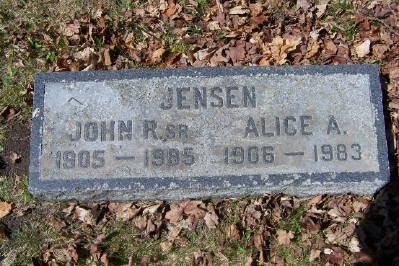 JENSEN
JOHN R. SR. ALICE A.
1905 — 1985 1906 — 1983